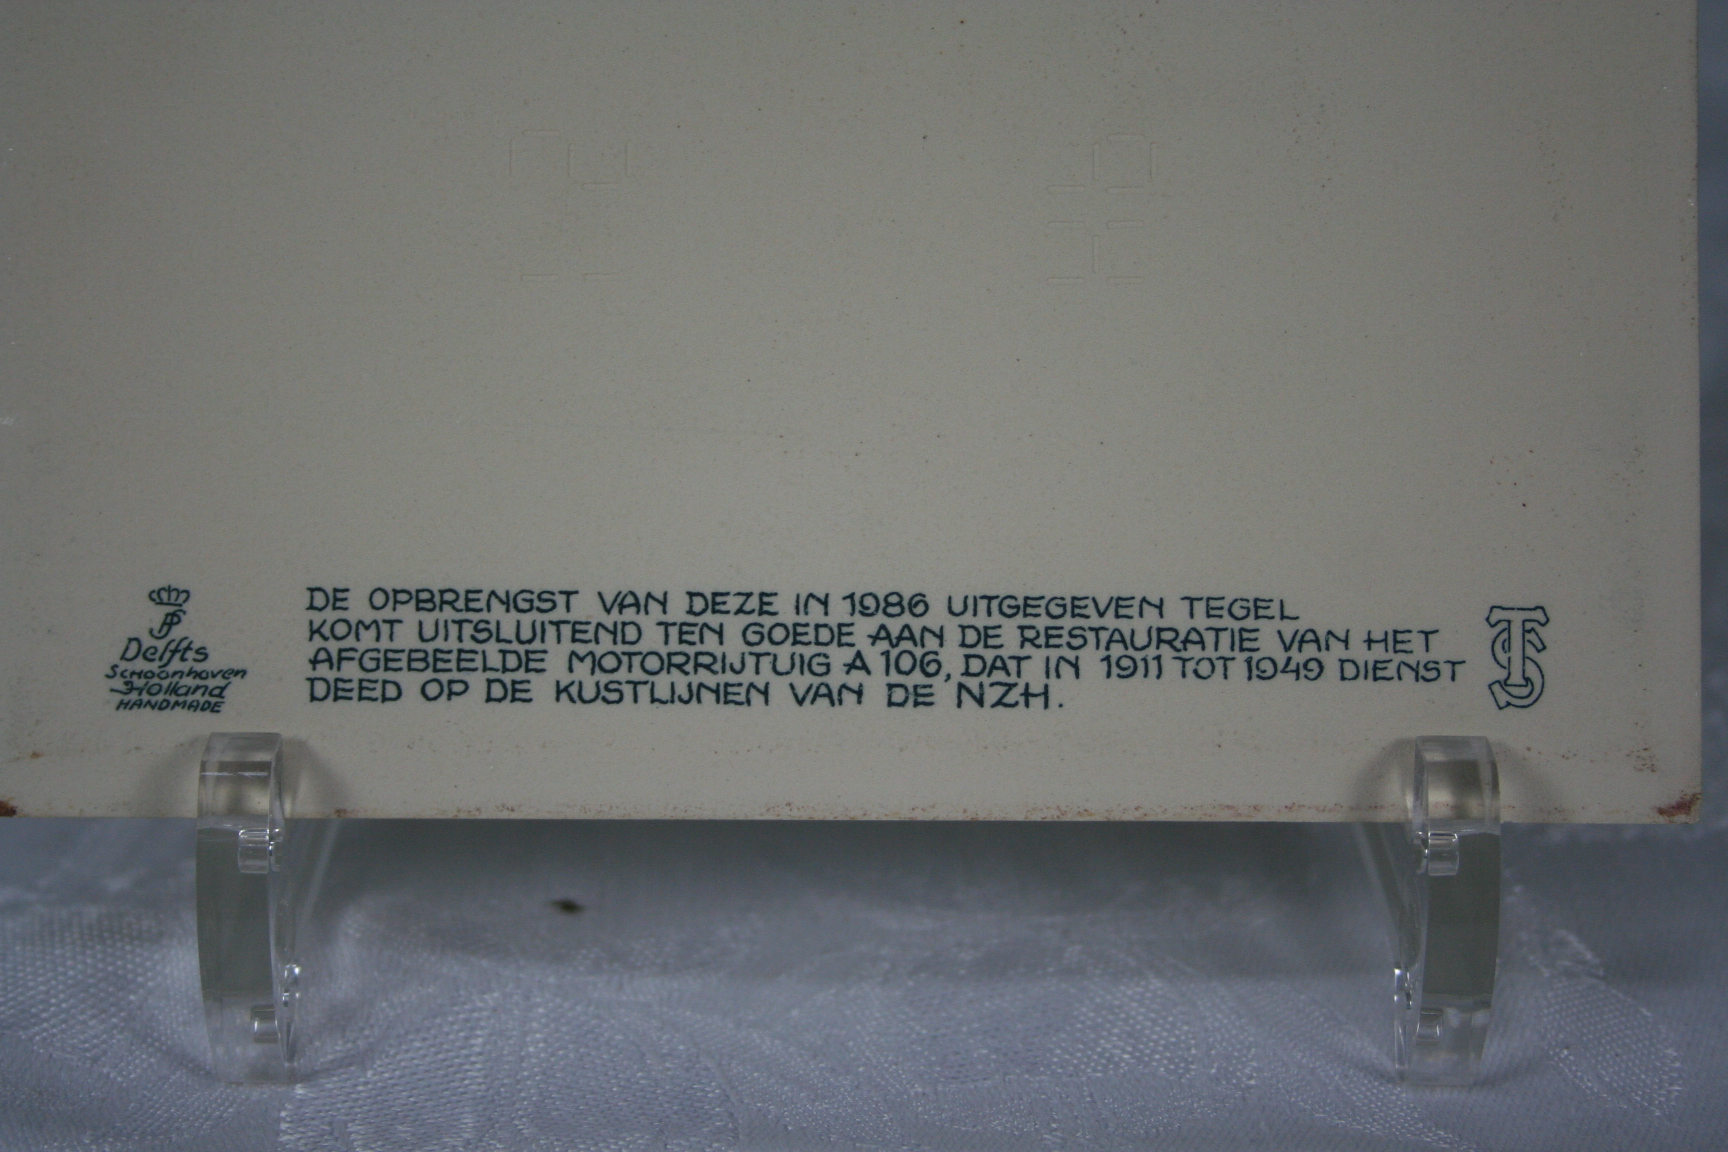 DE OPBRENGST VAN DEZE IN 1986 UITGEGEVEN TEGEL
KOMT UITSLUITEND TEN GOEDE AAN DE RESTAURATIE VAN HET
AFGEBEELDE MOTORRIJTUIG A 106, DAT IN 1911 TOT 1949 DIENST
DEED OP DE KUSTLIJNEN VAN DE NZH.
Delfts
Schoonhoven
Holland
HANDMADE